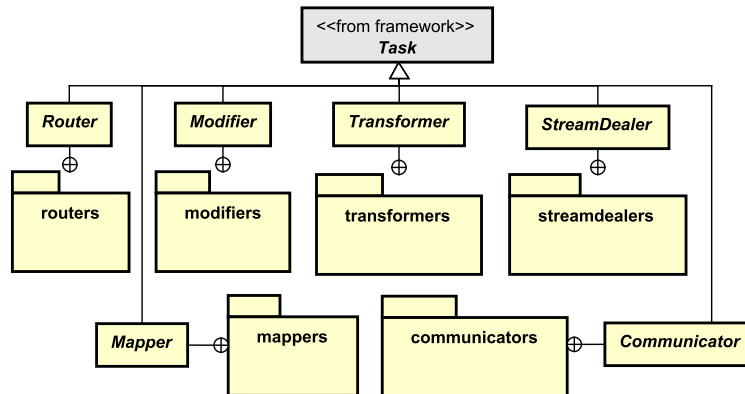 <<from framework>>
Task
Router
Modifier
Transformer
StreamDealer
routers
modifiers
transformers
streamdealers
Mapper
mappers
communicators
Communicator